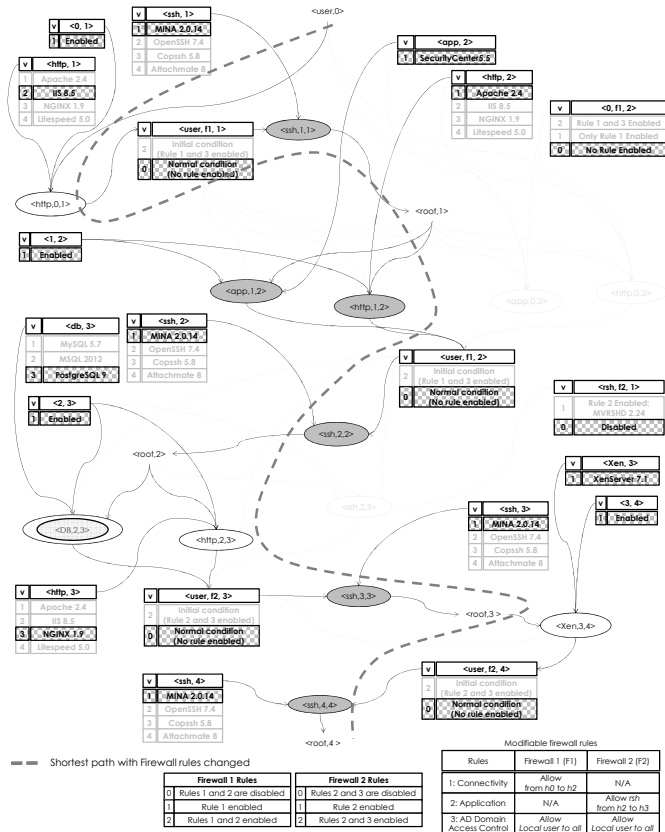 <user,0>
v <ssh, 1>
1 MINA 2.0.14
2 OpenSSH 7.4
3 Copssh 5.8
4 Attachmate 8
v <0, 1>
1 Enabled
v <http, 1>
1 Apache 2.4
2 IIS 8.5
3 NGINX 1.9
4 Litespeed 5.0
v <app, 2>
1 SecurityCenter5.5
v <http, 2>
1 Apache 2.4
2 IIS 8.5
3 NGINX 1.9
4 Litespeed 5.0
v <0, f1, 2>
2 Rule 1 and 3 Enabled
1 Only Rule 1 Enabled
0 No Rule Enabled
v <user, f1, 1>
2 Initial condition
(Rule 1 and 3 enabled)
0 Normal condition
(No rule enabled)
<ssh,1,1>
<http,0,1>
<root,1>
v <1, 2>
1 Enabled
<app,1,2>
<http,1,2>
<app,0,2>
<http,0,2>
v <db, 3>
1 MySQL 5.7
2 MSQL 2012
3 PostgreSQL 9
v <ssh, 2>
1 MINA 2.0.14
2 OpenSSH 7.4
3 Copssh 5.8
4 Attachmate 8
v <user, f1, 2>
2 Initial condition
(Rule 1 and 3 enabled)
0 Normal condition
(No rule enabled)
v <rsh, f2, 1>
1 Rule 2 Enabled:
MVRSHD 2.24
0 Disabled
v <2, 3>
1 Enabled
<ssh,2,2>
<root,2>
v <Xen, 3>
1 XenServer 7.1
v <3, 4>
1 Enabled
<rsh,2,3>
v <ssh, 3>
1 MINA 2.0.14
2 OpenSSH 7.4
3 Copssh 5.8
4 Attachmate 8
<DB,2,3>
<http,2,3>
v <http, 3>
1 Apache 2.4
2 IIS 8.5
3 NGINX 1.9
4 Litespeed 5.0
v <user, f2, 3>
2 Initial condition
(Rule 2 and 3 enabled)
0 Normal condition
(No rule enabled)
<ssh,3,3>
<root,3 >
<Xen,3,4>
v <ssh, 4>
1 MINA 2.0.14
2 OpenSSH 7.4
3 Copssh 5.8
4 Attachmate 8
<ssh,4,4>
v <user, f2, 4>
2 Initial condition
(Rule 2 and 3 enabled)
0 Normal condition
(No rule enabled)
<root,4 >
Shortest path with Firewall rules changed
Firewall 1 Rules
0 Rules 1 and 2 are disabled
1 Rule 1 enabled
2 Rules 1 and 2 enabled
Firewall 2 Rules
0 Rules 2 and 3 are disabled
1 Rule 2 enabled
2 Rules 2 and 3 enabled
Modifiable firewall rules
Rules Firewall 1 (F1) Firewall 2 (F2)
1: Connectivity Allow from h0 to h2 N/A
2: Application N/A Allow rsh from h2 to h3
3: AD Domain Access Control Allow Local user to all Allow Local user to all